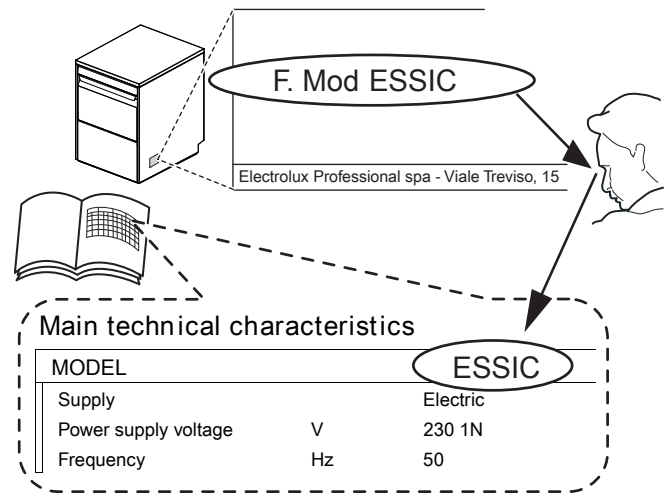 F. Mod ESSIC
Electrolux Professional spa - Viale Treviso, 15
Main technical characteristics
MODEL ESSIC
Supply Electric
Power supply voltage V 230 1N
Frequency Hz 50